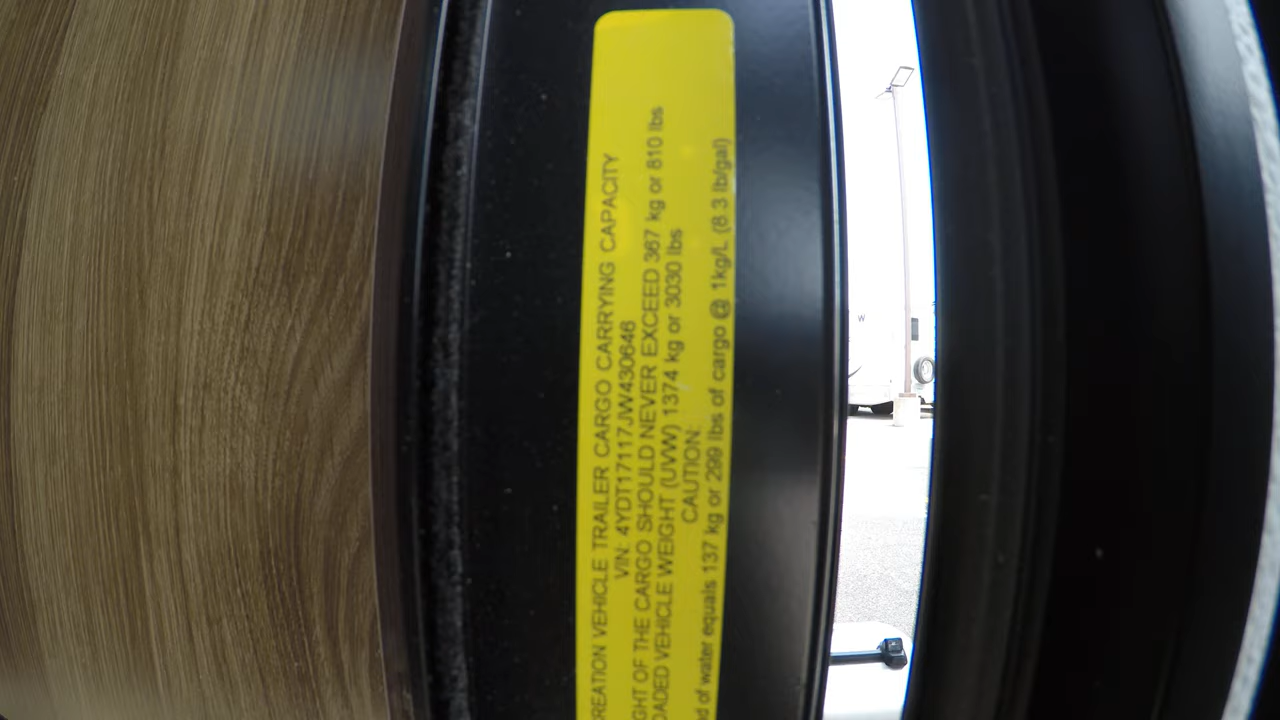 REATION VEHICLE TRAILER CARGO CARRYING CAPACITY
VIN: 4YDT17117JW430646
GHT OF THE CARGO SHOULD NEVER EXCEED 367 kg or 810 lbs
OADED VEHICLE WEIGHT (UVW) 1374 kg or 3030 lbs
CAUTION:
d of water equals 137 kg or 299 lbs of cargo @ 1kg/L (8.3 lb/gal)
W